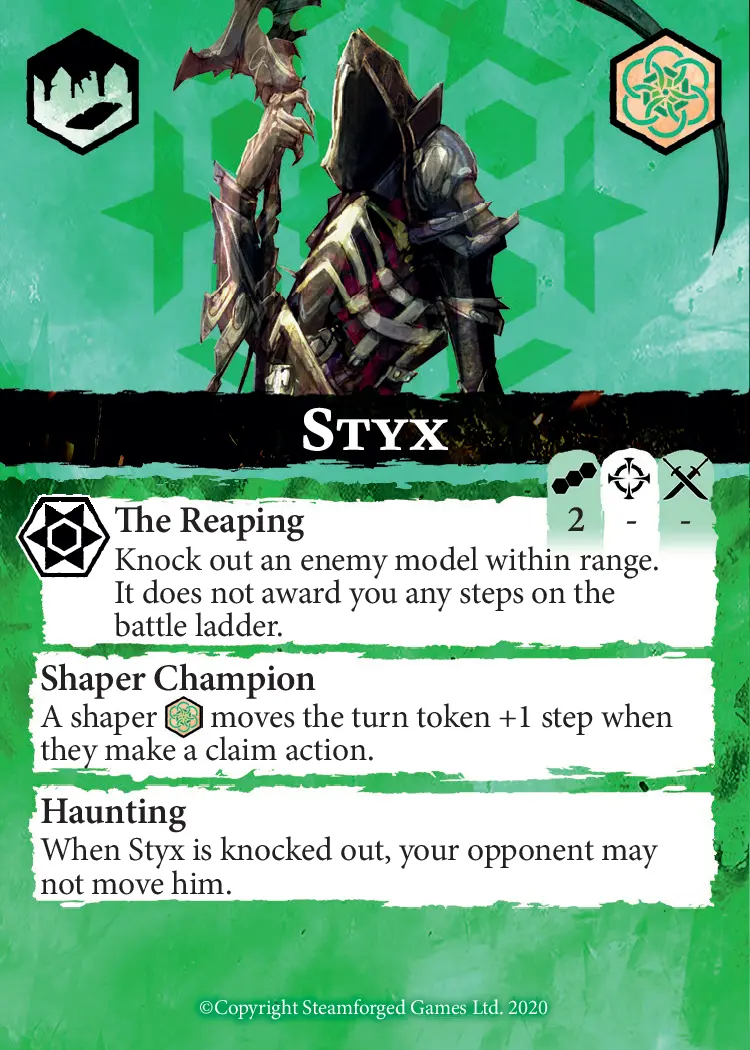 Styx
2 - -
The Reaping
Knock out an enemy model within range.
It does not award you any steps on the
battle ladder.
Shaper Champion
A shaper moves the turn token +1 step when
they make a claim action.
Haunting
When Styx is knocked out, your opponent may
not move him.
©Copyright Steamforged Games Ltd. 2020